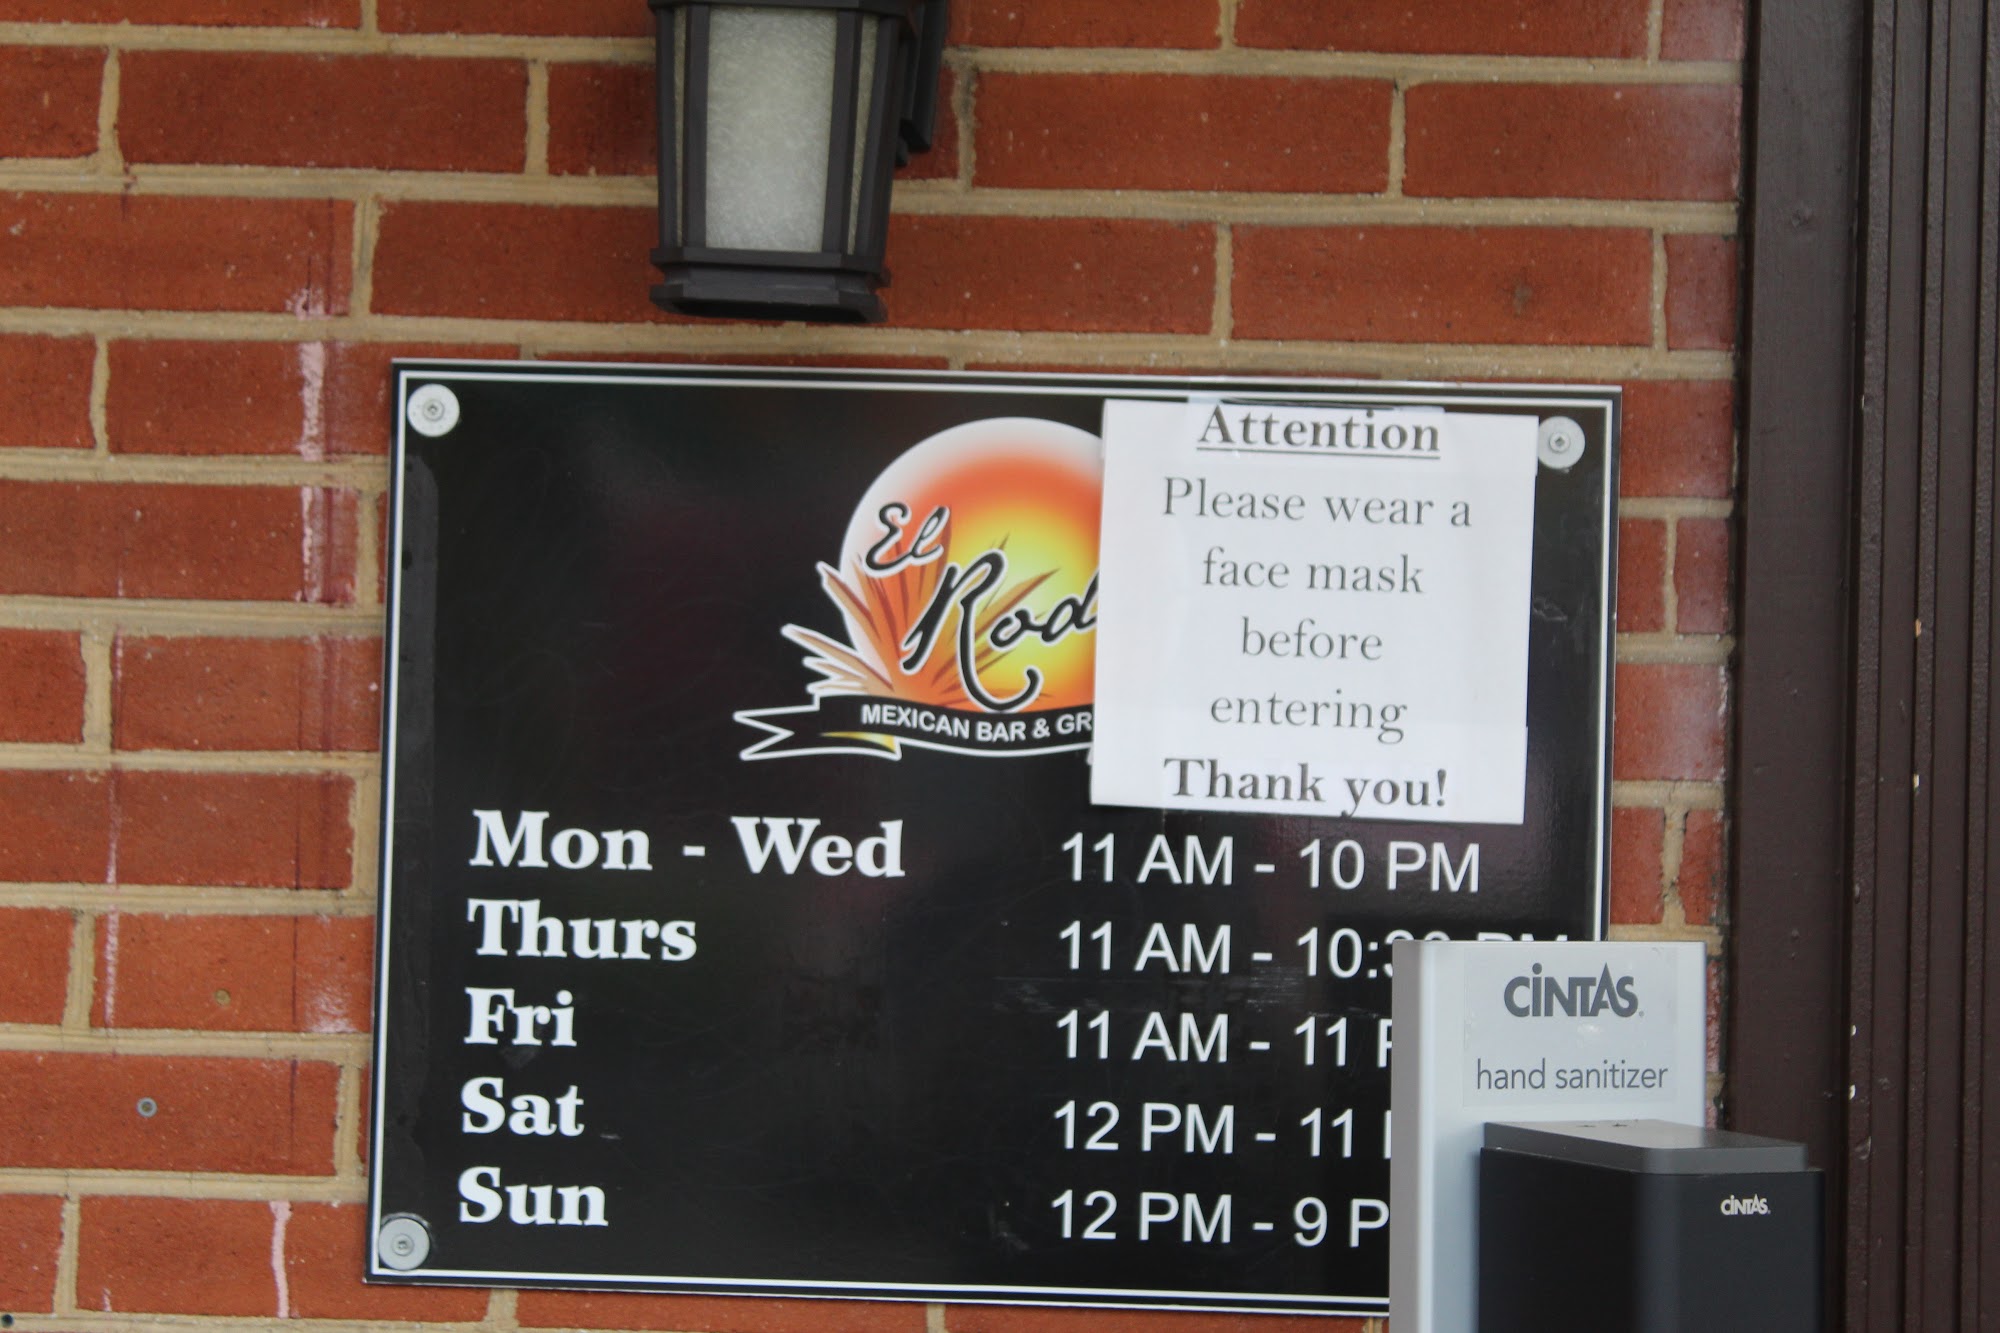 Attention
Please wear a
face mask
before
entering
Thank you!
El
Rod
MEXICAN BAR & GR
Mon - Wed 11 AM - 10 PM
Thurs 11 AM - 10:30 PM
Fri 11 AM - 11 P
Sat 12 PM - 11
Sun 12 PM - 9 P
CINTAS
hand sanitizer
CINTAS